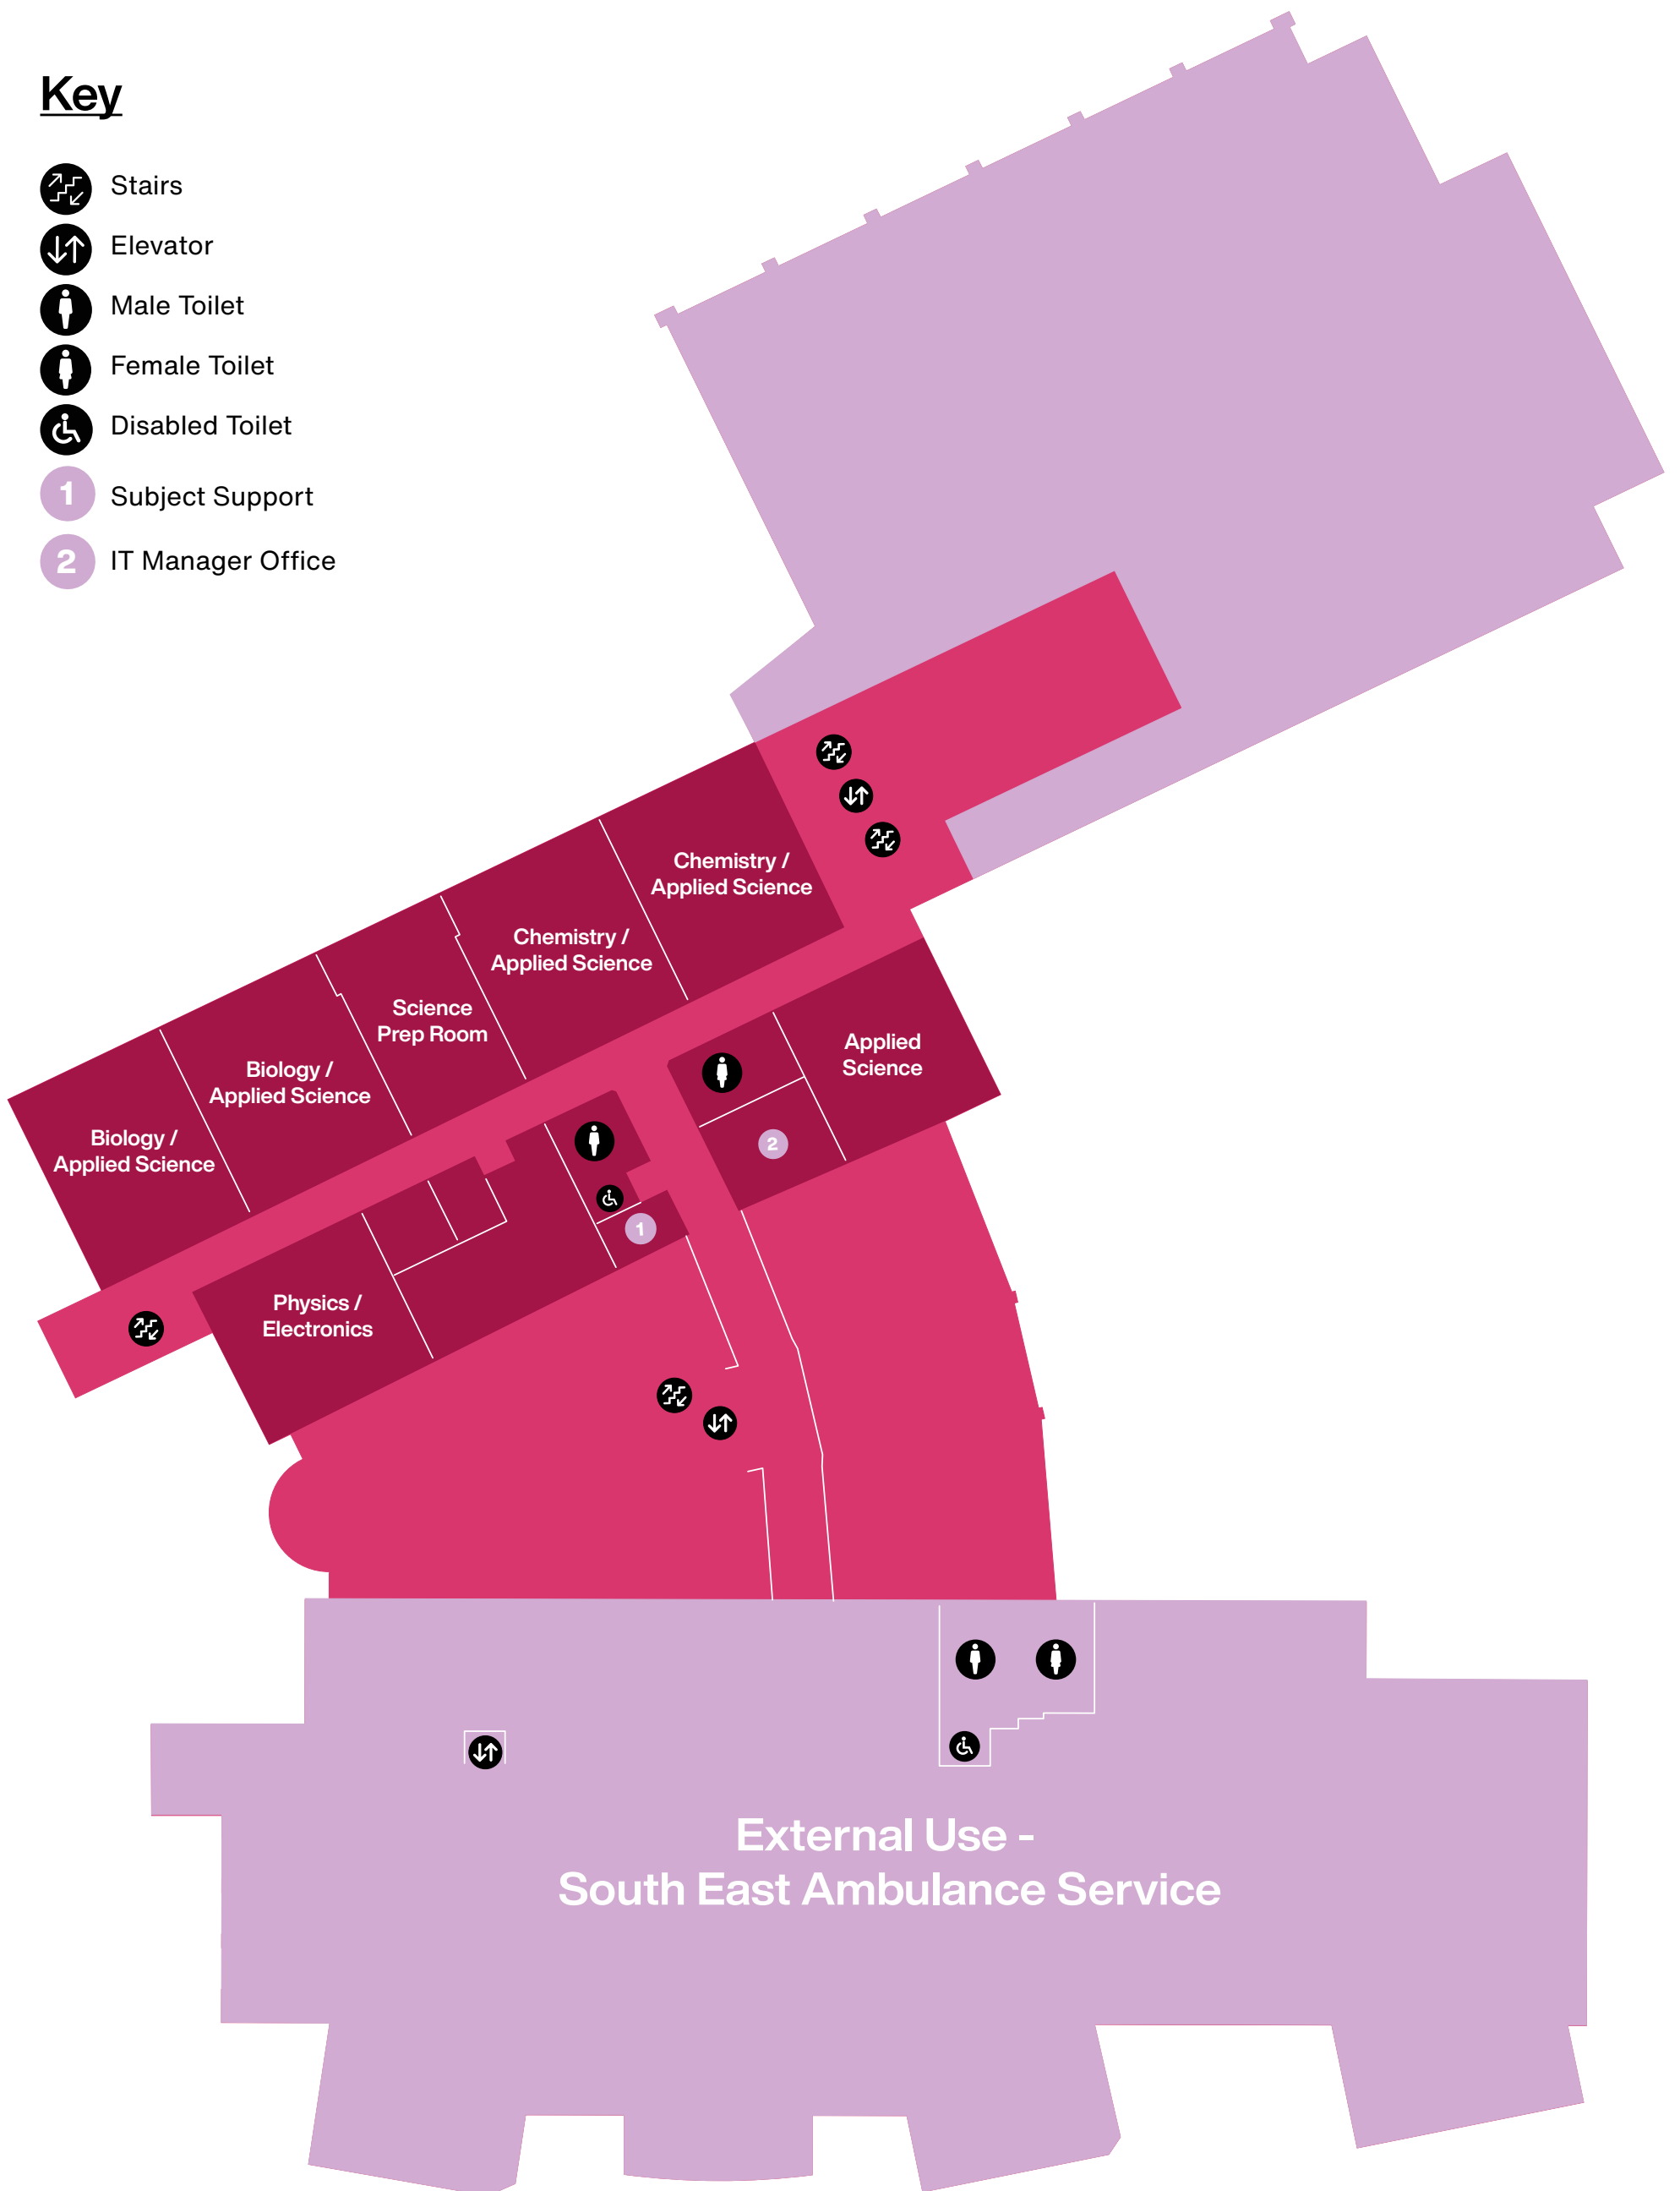 Key
Stairs
Elevator
Male Toilet
Female Toilet
Disabled Toilet
1 Subject Support
2 IT Manager Office
Chemistry /
Applied Science
Chemistry /
Applied Science
Science
Prep Room
Biology /
Applied Science
Biology /
Applied Science
Applied
Science
2
1
Physics /
Electronics
External Use -
South East Ambulance Service